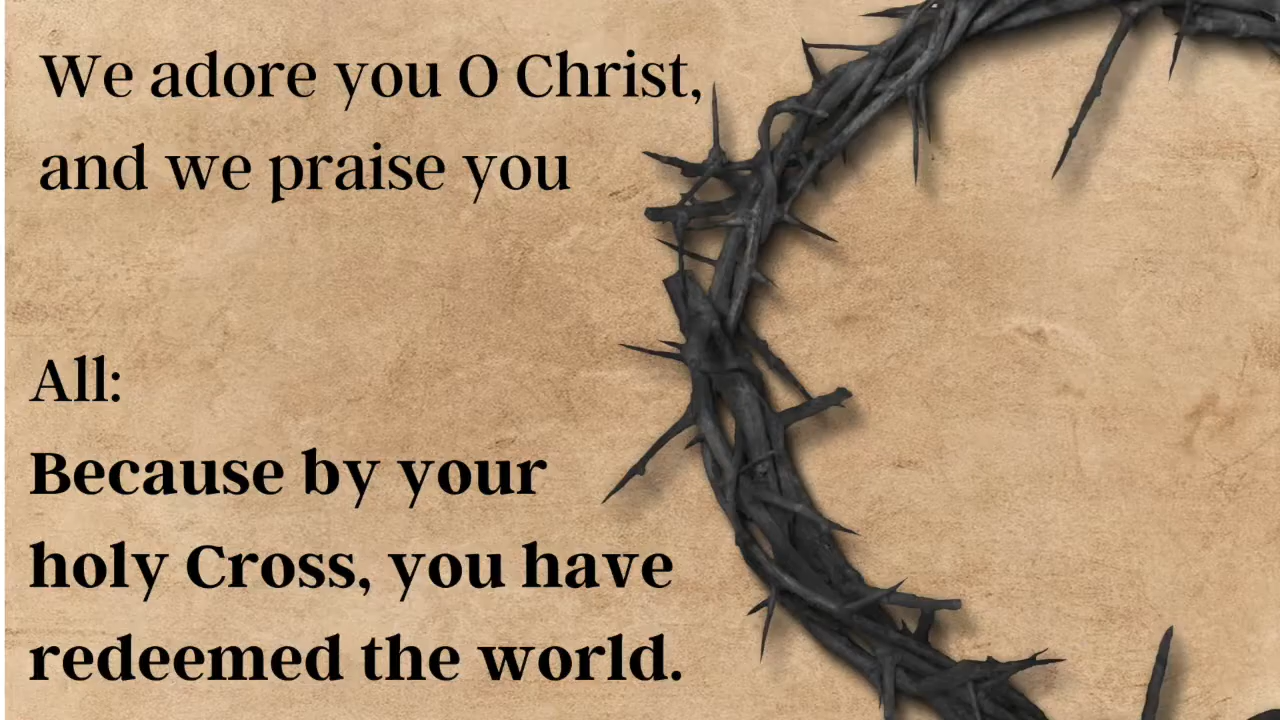 We adore you O Christ,
and we praise you
All:
Because by your
holy Cross, you have
redeemed the world.